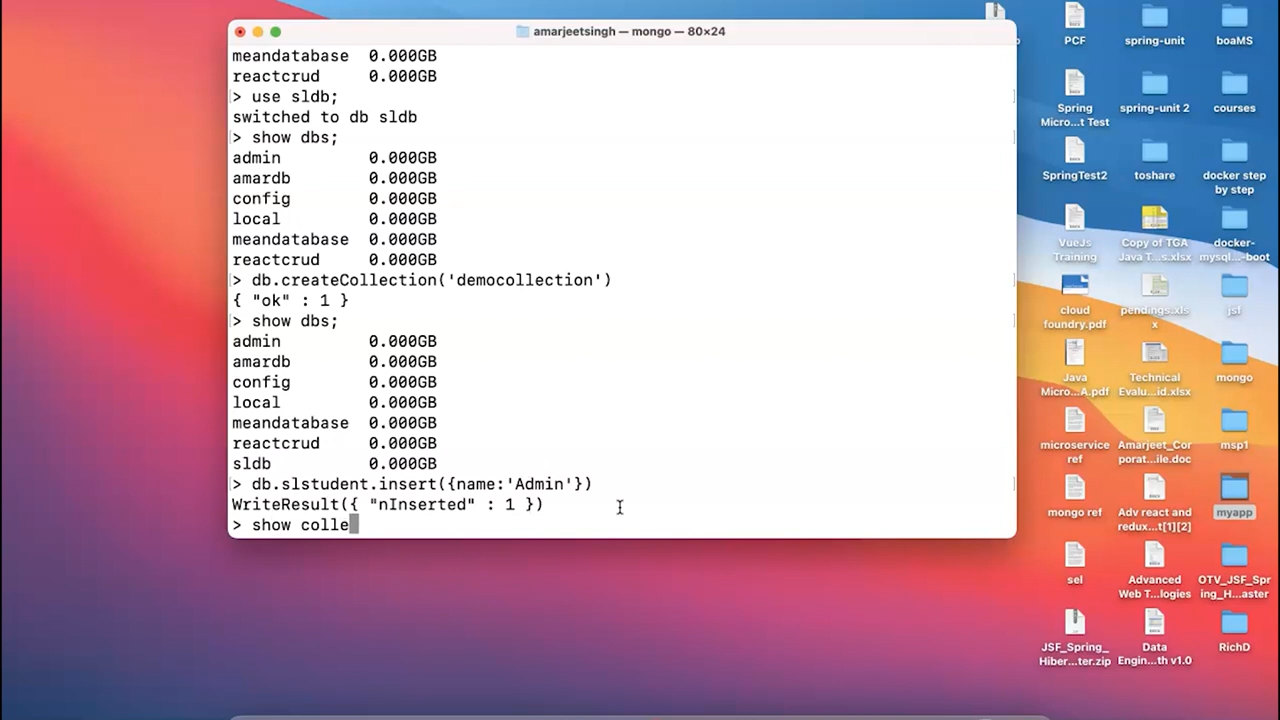 amarjeetsingh — mongo — 80×24
meandatabase 0.000GB
reactcrud 0.000GB
> use sldb;
switched to db sldb
> show dbs;
admin 0.000GB
amardb 0.000GB
config 0.000GB
local 0.000GB
meandatabase 0.000GB
reactcrud 0.000GB
> db.createCollection('democollection')
{ "ok" : 1 }
> show dbs;
admin 0.000GB
amardb 0.000GB
config 0.000GB
local 0.000GB
meandatabase 0.000GB
reactcrud 0.000GB
sldb 0.000GB
> db.slstudent.insert({name:'Admin'})
WriteResult({ "nInserted" : 1 })
> show colle
PCF
spring-unit
boaMS
Spring
Micro...t Test
spring-unit 2
courses
SpringTest2
toshare
docker step
by step
VueJs
Training
Copy of TGA
Java T...s.xlsx
docker-
mysql...-boot
cloud
foundry.pdf
pendings.xls
x
jsf
Java
Micro...A.pdf
Technical
Evalu...id.xlsx
mongo
microservice
ref
Amarjeet_Cor
porat...ile.doc
msp1
mongo ref
Adv react and
redux...t[1][2]
myapp
sel
Advanced
Web T...logies
OTV_JSF_Spr
ing_H...aster
JSF_Spring_
Hiber...ter.zip
Data
Engin...th v1.0
RichD